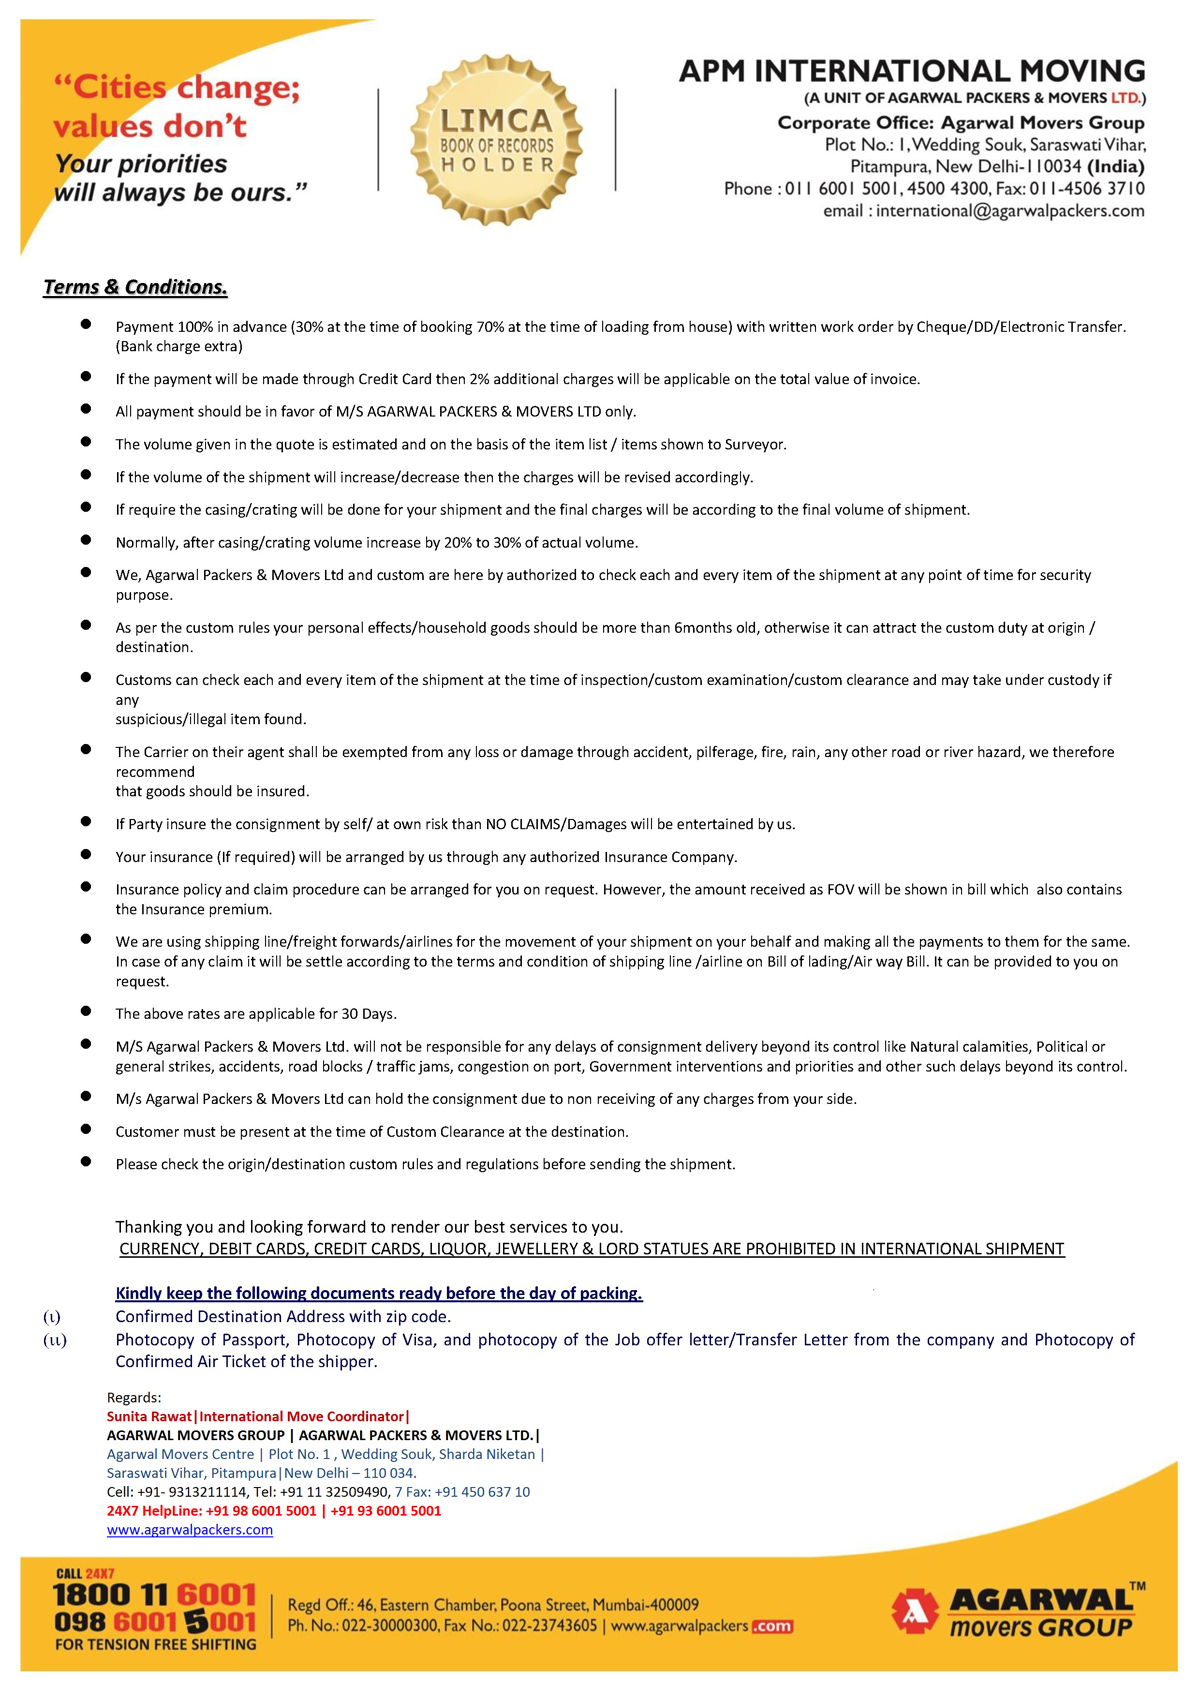 “Cities change;
values don’t
Your priorities
will always be ours.”
LIMCA
BOOK OF RECORDS
HOLDER
APM INTERNATIONAL MOVING
(A UNIT OF AGARWAL PACKERS & MOVERS LTD.)
Corporate Office: Agarwal Movers Group
Plot No.: 1,Wedding Souk, Saraswati Vihar,
Pitampura, New Delhi-110034 (India)
Phone : 011 6001 5001, 4500 4300, Fax: 011-4506 3710
email : international@agarwalpackers.com
Terms & Conditions.
● Payment 100% in advance (30% at the time of booking 70% at the time of loading from house) with written work order by Cheque/DD/Electronic Transfer.
(Bank charge extra)
● If the payment will be made through Credit Card then 2% additional charges will be applicable on the total value of invoice.
● All payment should be in favor of M/S AGARWAL PACKERS & MOVERS LTD only.
● The volume given in the quote is estimated and on the basis of the item list / items shown to Surveyor.
● If the volume of the shipment will increase/decrease then the charges will be revised accordingly.
● If require the casing/crating will be done for your shipment and the final charges will be according to the final volume of shipment.
● Normally, after casing/crating volume increase by 20% to 30% of actual volume.
● We, Agarwal Packers & Movers Ltd and custom are here by authorized to check each and every item of the shipment at any point of time for security
purpose.
● As per the custom rules your personal effects/household goods should be more than 6months old, otherwise it can attract the custom duty at origin /
destination.
● Customs can check each and every item of the shipment at the time of inspection/custom examination/custom clearance and may take under custody if
any
suspicious/illegal item found.
● The Carrier on their agent shall be exempted from any loss or damage through accident, pilferage, fire, rain, any other road or river hazard, we therefore
recommend
that goods should be insured.
● If Party insure the consignment by self/ at own risk than NO CLAIMS/Damages will be entertained by us.
● Your insurance (If required) will be arranged by us through any authorized Insurance Company.
● Insurance policy and claim procedure can be arranged for you on request. However, the amount received as FOV will be shown in bill which also contains
the Insurance premium.
● We are using shipping line/freight forwards/airlines for the movement of your shipment on your behalf and making all the payments to them for the same.
In case of any claim it will be settle according to the terms and condition of shipping line /airline on Bill of lading/Air way Bill. It can be provided to you on
request.
● The above rates are applicable for 30 Days.
● M/S Agarwal Packers & Movers Ltd. will not be responsible for any delays of consignment delivery beyond its control like Natural calamities, Political or
general strikes, accidents, road blocks / traffic jams, congestion on port, Government interventions and priorities and other such delays beyond its control.
● M/s Agarwal Packers & Movers Ltd can hold the consignment due to non receiving of any charges from your side.
● Customer must be present at the time of Custom Clearance at the destination.
● Please check the origin/destination custom rules and regulations before sending the shipment.
Thanking you and looking forward to render our best services to you.
CURRENCY, DEBIT CARDS, CREDIT CARDS, LIQUOR, JEWELLERY & LORD STATUES ARE PROHIBITED IN INTERNATIONAL SHIPMENT
Kindly keep the following documents ready before the day of packing.
(ι) Confirmed Destination Address with zip code.
(ιι) Photocopy of Passport, Photocopy of Visa, and photocopy of the Job offer letter/Transfer Letter from the company and Photocopy of
Confirmed Air Ticket of the shipper.
Regards:
Sunita Rawat|International Move Coordinator|
AGARWAL MOVERS GROUP | AGARWAL PACKERS & MOVERS LTD.|
Agarwal Movers Centre | Plot No. 1 , Wedding Souk, Sharda Niketan |
Saraswati Vihar, Pitampura|New Delhi – 110 034.
Cell: +91- 9313211114, Tel: +91 11 32509490, 7 Fax: +91 450 637 10
24X7 HelpLine: +91 98 6001 5001 | +91 93 6001 5001
www.agarwalpackers.com
CALL 24X7
1800 11 6001
098 6001 5001
FOR TENSION FREE SHIFTING
Regd Off.: 46, Eastern Chamber, Poona Street, Mumbai-400009
Ph. No.: 022-30000300, Fax No.: 022-23743605 | www.agarwalpackers.com
AGARWAL™
movers GROUP